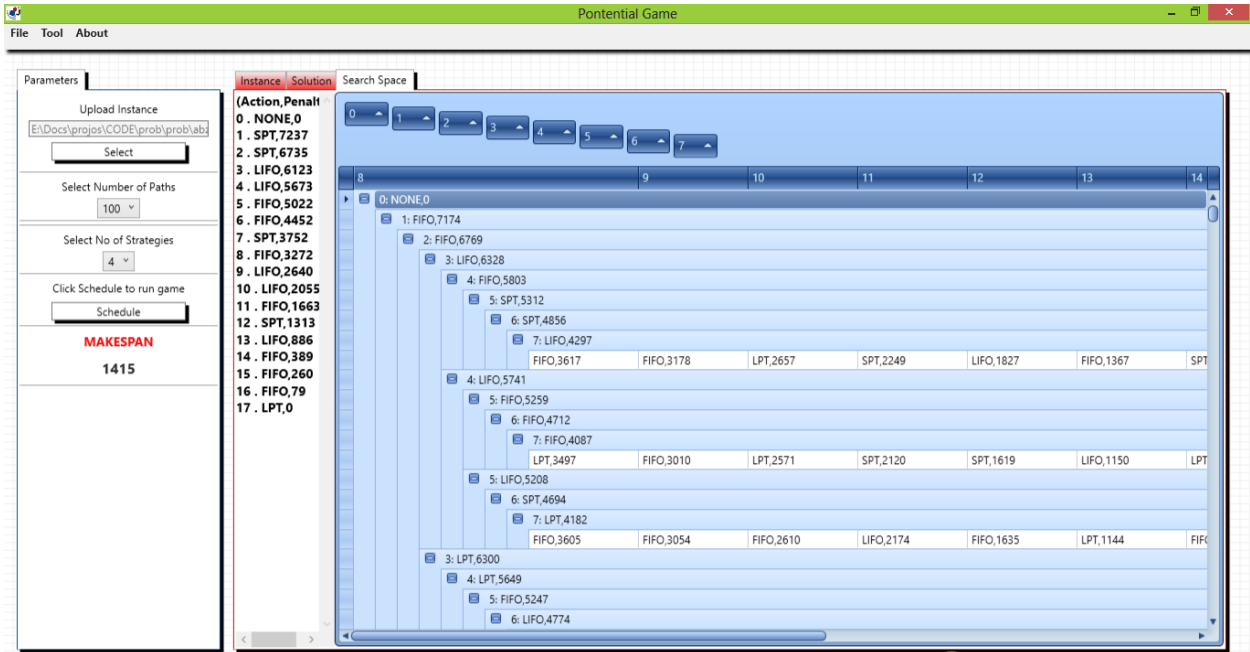 Pontential Game
File Tool About
Parameters
Upload Instance
E:\Docs\projos\CODE\prob\prob\abz
Select
Select Number of Paths
100
Select No of Strategies
4
Click Schedule to run game
Schedule
MAKESPAN
1415
Instance Solution Search Space
(Action,Penalt
0 . NONE,0
1 . SPT,7237
2 . SPT,6735
3 . LIFO,6123
4 . LIFO,5673
5 . FIFO,5022
6 . FIFO,4452
7 . SPT,3752
8 . FIFO,3272
9 . LIFO,2640
10 . LIFO,2055
11 . FIFO,1663
12 . SPT,1313
13 . LIFO,886
14 . FIFO,389
15 . FIFO,260
16 . FIFO,79
17 . LPT,0
0 1 2 3 4 5 6 7
8 9 10 11 12 13 14
0: NONE,0
1: FIFO,7174
2: FIFO,6769
3: LIFO,6328
4: FIFO,5803
5: SPT,5312
6: SPT,4856
7: LIFO,4297
FIFO,3617 FIFO,3178 LPT,2657 SPT,2249 LIFO,1827 FIFO,1367 SPT
4: LIFO,5741
5: FIFO,5259
6: FIFO,4712
7: FIFO,4087
LPT,3497 FIFO,3010 LPT,2571 SPT,2120 SPT,1619 LIFO,1150 LPT
5: LIFO,5208
6: SPT,4694
7: LPT,4182
FIFO,3605 FIFO,3054 FIFO,2610 LIFO,2174 FIFO,1635 LPT,1144 FIF
3: LPT,6300
4: LPT,5649
5: FIFO,5247
6: LIFO,4774